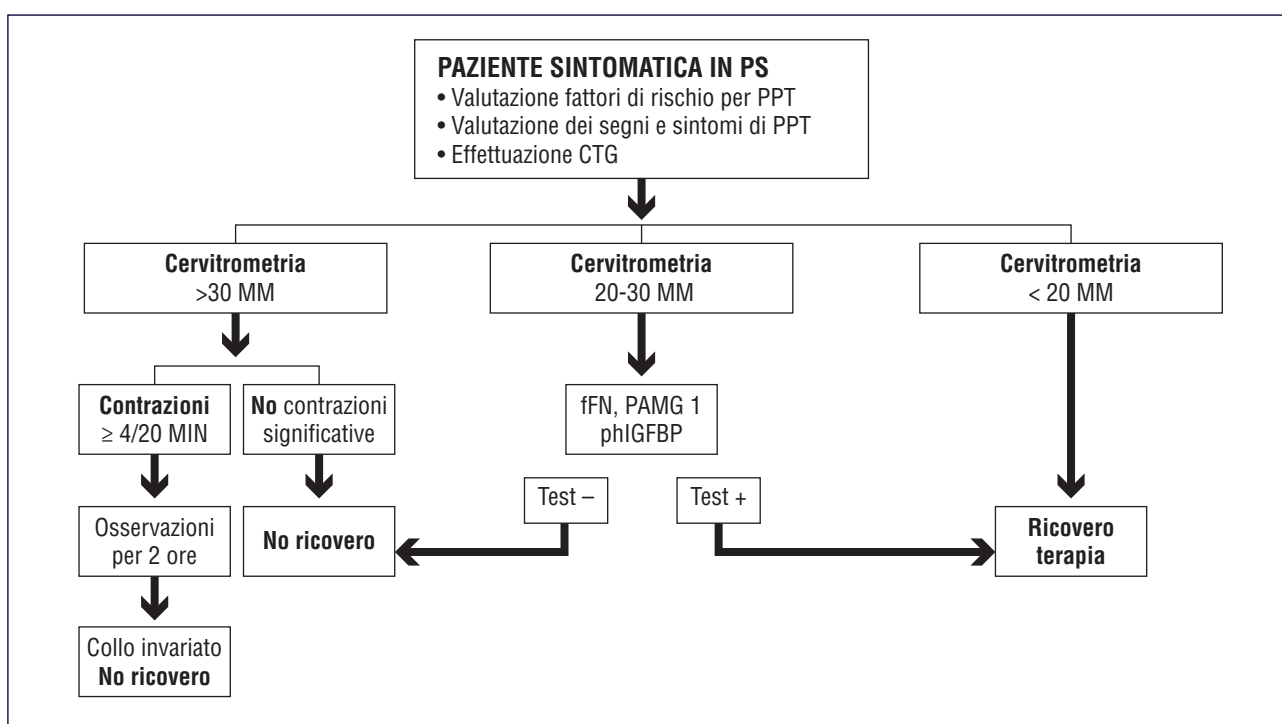 PAZIENTE SINTOMATICA IN PS
• Valutazione fattori di rischio per PPT
• Valutazione dei segni e sintomi di PPT
• Effettuazione CTG
Cervitrometria
>30 MM
Cervitrometria
20-30 MM
Cervitrometria
< 20 MM
Contrazioni
≥ 4/20 MIN
No contrazioni
significative
fFN, PAMG 1
phIGFBP
Test –
Test +
Osservazioni
per 2 ore
No ricovero
Ricovero
terapia
Collo invariato
No ricovero